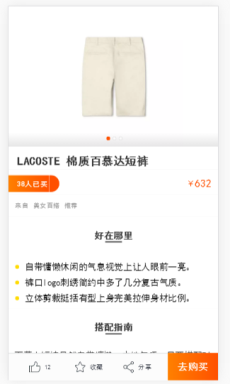 LACOSTE 棉质百慕达短裤
38人已买
¥632
好在哪里
自带慵懒休闲的气息视觉上让人眼前一亮。
裤口logo刺绣简约中多了几分复古气质。
立体剪裁挺括有型上身完美拉伸身材比例。
搭配指南
12
收藏
分享
去购买